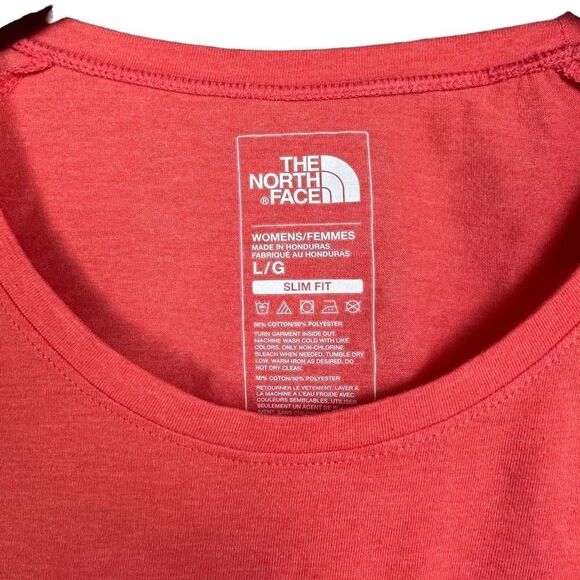 THE
NORTH
®FACE
WOMENS/FEMMES
MADE IN HONDURAS
FABRIQUÉ AU HONDURAS
L/G
SLIM FIT
50% COTTON/50% POLYESTER
TURN GARMENT INSIDE OUT.
MACHINE WASH COLD WITH LIKE
COLORS. ONLY NON-CHLORINE
BLEACH WHEN NEEDED. TUMBLE DRY
LOW. WARM IRON AS DESIRED. DO
NOT DRY CLEAN.
50% COTON/50% POLYESTER
RETOURNER LE VÊTEMENT. LAVER À
LA MACHINE À L'EAU FROIDE AVEC
COULEURS SEMBLABLES. UTILISER
UN AGENT DE